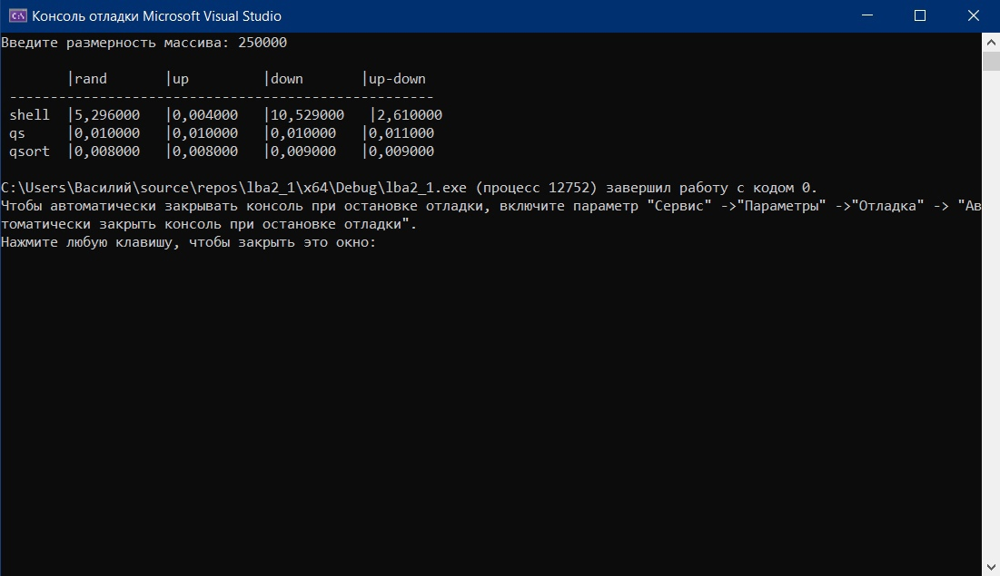 Консоль отладки Microsoft Visual Studio
Введите размерность массива: 250000
|rand |up |down |up-down
----------------------------------------------------
shell |5,296000 |0,004000 |10,529000 |2,610000
qs |0,010000 |0,010000 |0,010000 |0,011000
qsort |0,008000 |0,008000 |0,009000 |0,009000
C:\Users\Василий\source\repos\lba2_1\x64\Debug\lba2_1.exe (процесс 12752) завершил работу с кодом 0.
Чтобы автоматически закрывать консоль при остановке отладки, включите параметр "Сервис" ->"Параметры" ->"Отладка" -> "Ав
томатически закрыть консоль при остановке отладки".
Нажмите любую клавишу, чтобы закрыть это окно: